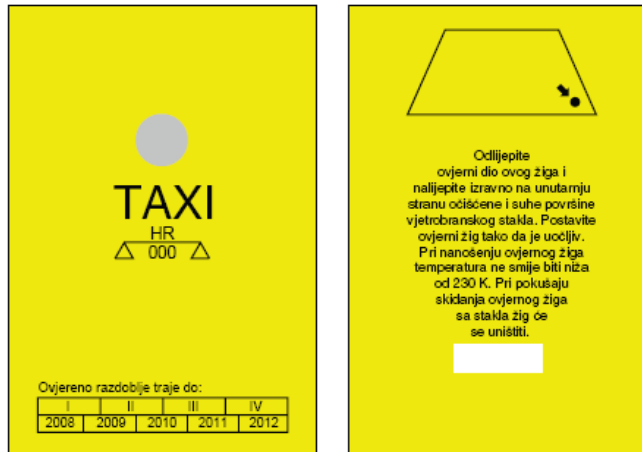 TAXI
HR
000
Ovjereno razdoblje traje do:
I II III IV
2008 2009 2010 2011 2012
Odlijepite
ovjerni dio ovog žiga i
nalijepite izravno na unutarnju
stranu očišćene i suhe površine
vjetrobranskog stakla. Postavite
ovjerni žig tako da je uočljiv.
Pri nanošenju ovjernog žiga
temperatura ne smije biti niža
od 230 K. Pri pokušaju
skidanja ovjernog žiga
sa stakla žig će
se uništiti.